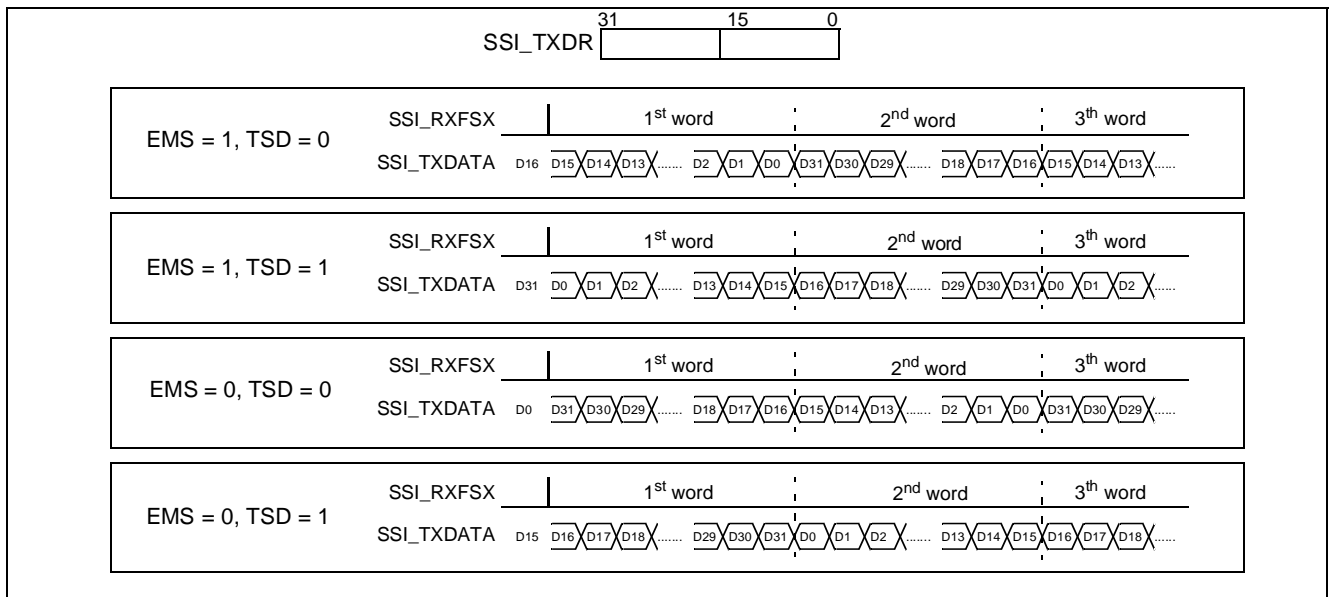 31 15 0
SSI_TXDR
EMS = 1, TSD = 0
SSI_RXFSX 1st word 2nd word 3th word
SSI_TXDATA D16 D15 D14 D13 ....... D2 D1 D0 D31 D30 D29 ....... D18 D17 D16 D15 D14 D13 ......
EMS = 1, TSD = 1
SSI_RXFSX 1st word 2nd word 3th word
SSI_TXDATA D31 D0 D1 D2 ....... D13 D14 D15 D16 D17 D18 ....... D29 D30 D31 D0 D1 D2 ......
EMS = 0, TSD = 0
SSI_RXFSX 1st word 2nd word 3th word
SSI_TXDATA D0 D31 D30 D29 ....... D18 D17 D16 D15 D14 D13 ....... D2 D1 D0 D31 D30 D29 ......
EMS = 0, TSD = 1
SSI_RXFSX 1st word 2nd word 3th word
SSI_TXDATA D15 D16 D17 D18 ....... D29 D30 D31 D0 D1 D2 ....... D13 D14 D15 D16 D17 D18 ......